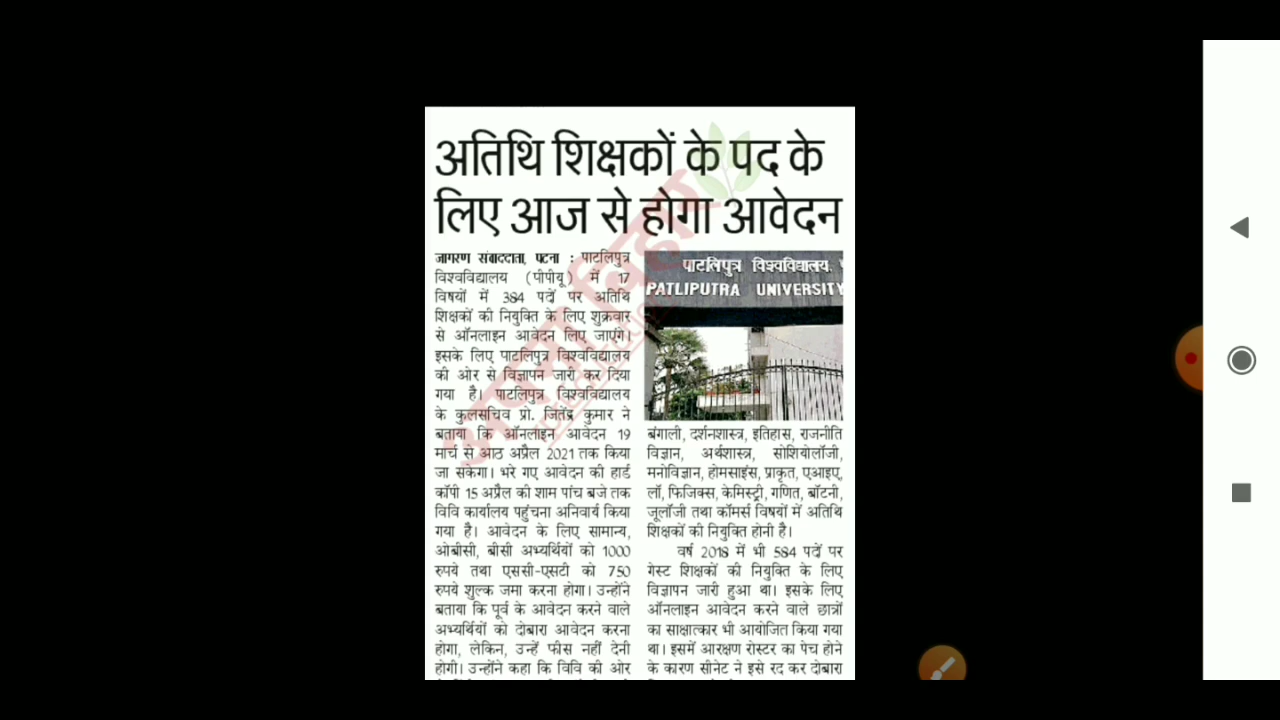 अतिथि शिक्षकों के पद के
लिए आज से होगा आवेदन
जागरण संवाददाता, पटना : पाटलिपुत्र
विश्वविद्यालय (पीपीयू) में 17
विषयों में 384 पदों पर अतिथि
शिक्षकों की नियुक्ति के लिए शुक्रवार
से ऑनलाइन आवेदन लिए जाएंगे।
इसके लिए पाटलिपुत्र विश्वविद्यालय
की ओर से विज्ञापन जारी कर दिया
गया है। पाटलिपुत्र विश्वविद्यालय
के कुलसचिव प्रो. जितेंद्र कुमार ने
बताया कि ऑनलाइन आवेदन 19
मार्च से आठ अप्रैल 2021 तक किया
जा सकेगा। भरे गए आवेदन की हार्ड
कॉपी 15 अप्रैल की शाम पांच बजे तक
विवि कार्यालय पहुंचना अनिवार्य किया
गया है। आवेदन के लिए सामान्य,
ओबीसी, बीसी अभ्यर्थियों को 1000
रुपये तथा एससी-एसटी को 750
रुपये शुल्क जमा करना होगा। उन्होंने
बताया कि पूर्व के आवेदन करने वाले
अभ्यर्थियों को दोबारा आवेदन करना
होगा, लेकिन, उन्हें फीस नहीं देनी
होगी। उन्होंने कहा कि विवि की ओर
पाटलिपुत्र विश्वविद्यालय,
PATLIPUTRA UNIVERSITY
बंगाली, दर्शनशास्त्र, इतिहास, राजनीति
विज्ञान, अर्थशास्त्र, सोशियोलॉजी,
मनोविज्ञान, होमसाइंस, प्राकृत, एआइए,
लॉ, फिजिक्स, केमिस्ट्री, गणित, बॉटनी,
जूलॉजी तथा कॉमर्स विषयों में अतिथि
शिक्षकों की नियुक्ति होनी है।
वर्ष 2018 में भी 584 पदों पर
गेस्ट शिक्षकों की नियुक्ति के लिए
विज्ञापन जारी हुआ था। इसके लिए
ऑनलाइन आवेदन करने वाले छात्रों
का साक्षात्कार भी आयोजित किया गया
था। इसमें आरक्षण रोस्टर का पेच होने
के कारण सीनेट ने इसे रद कर दोबारा